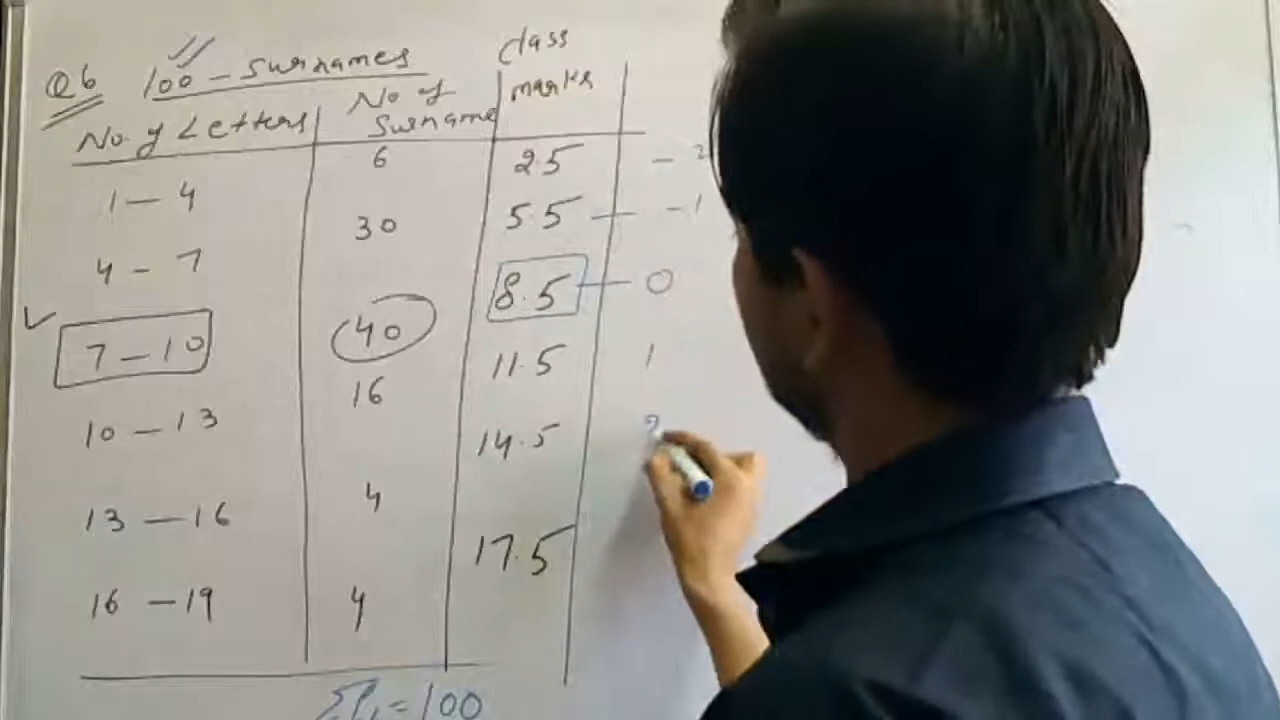 Q6 100 - Surnames
No. of Letters No of Surname class marks
1 - 4 6 2.5 -2
4 - 7 30 5.5 -1
7 - 10 40 8.5 0
10 - 13 16 11.5 1
13 - 16 4 14.5 2
16 - 19 4 17.5
Σfi = 100